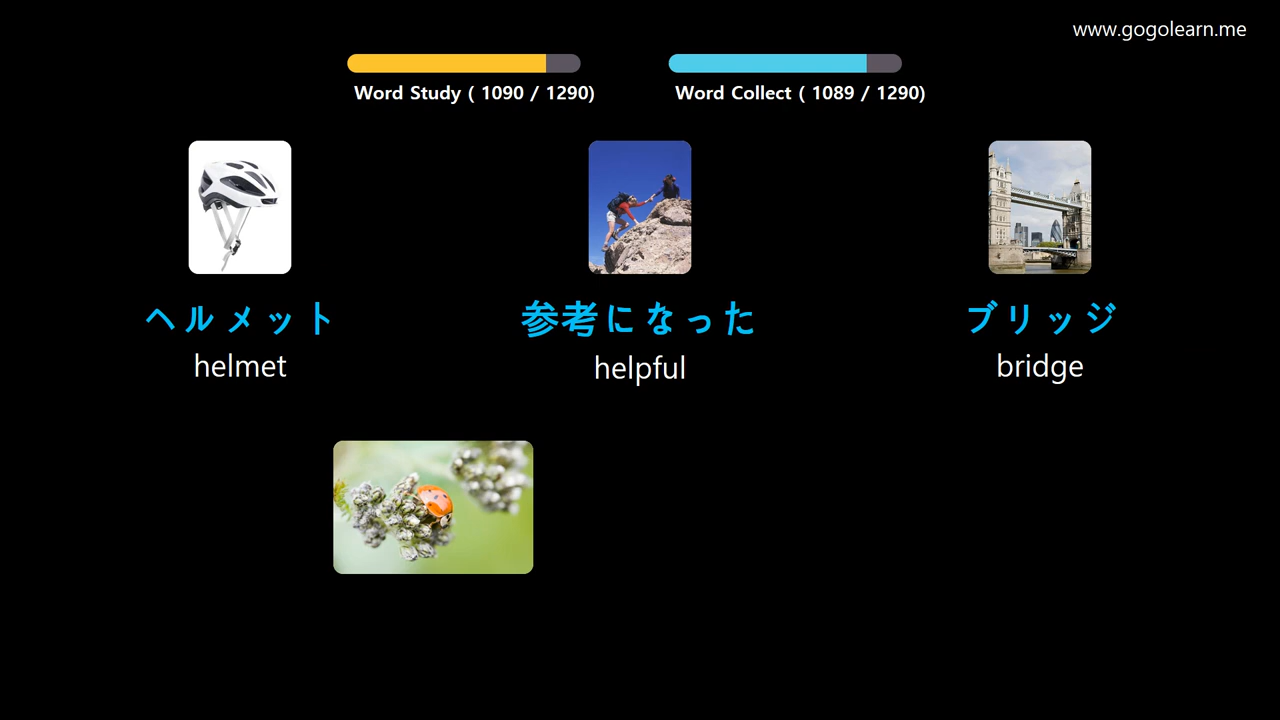 www.gogolearn.me
Word Study ( 1090 / 1290)
Word Collect ( 1089 / 1290)
ヘルメット
helmet
参考になった
helpful
ブリッジ
bridge